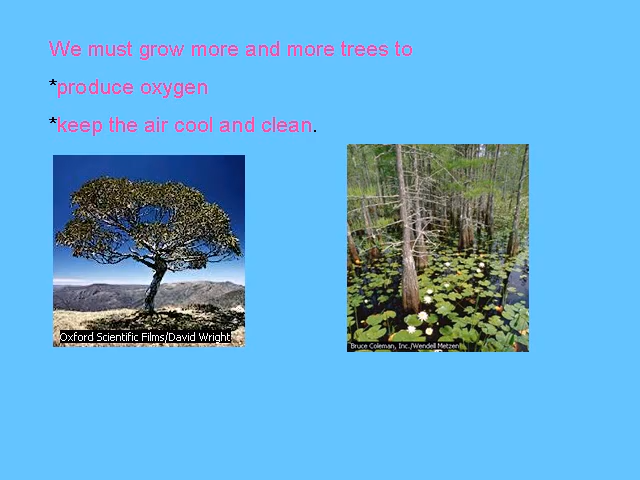 We must grow more and more trees to
*produce oxygen
*keep the air cool and clean.
Oxford Scientific Films/David Wright
Bruce Coleman, Inc./Wendell Metzen